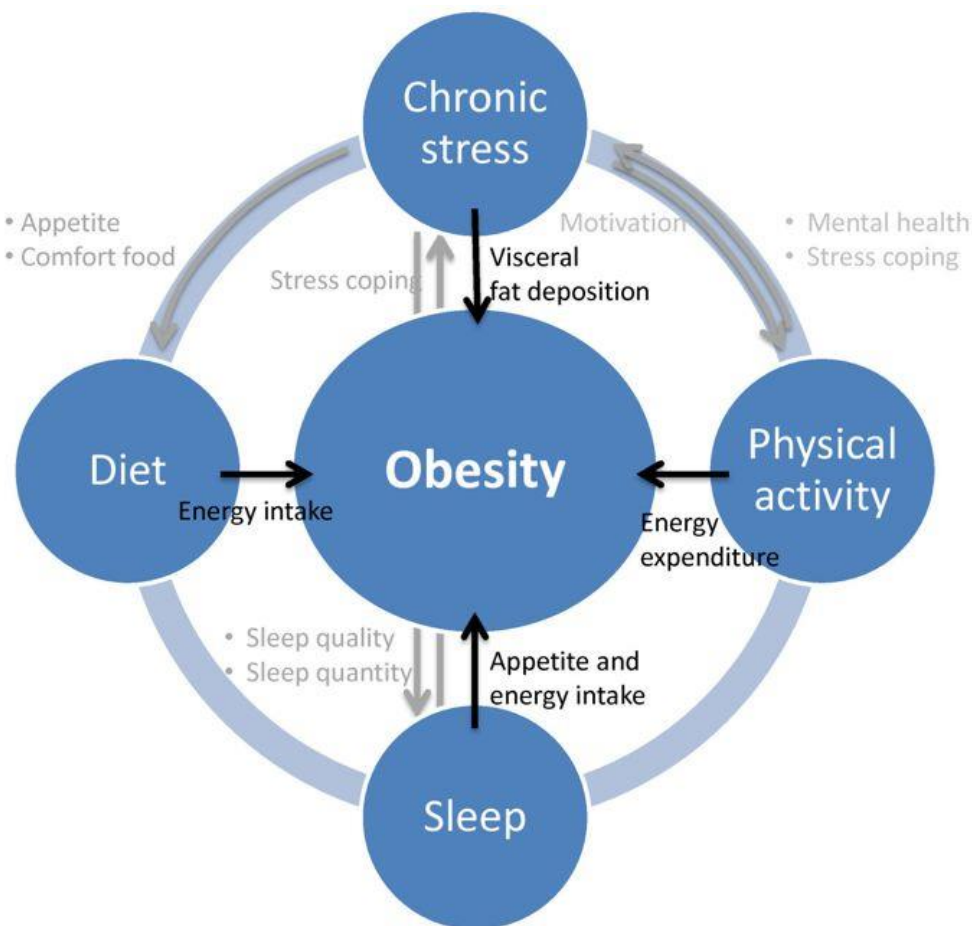 Chronic
stress
• Appetite
• Comfort food
Motivation
• Mental health
• Stress coping
Stress coping
Visceral
fat deposition
Diet
Energy intake
Obesity
Physical
activity
Energy
expenditure
• Sleep quality
• Sleep quantity
Appetite and
energy intake
Sleep